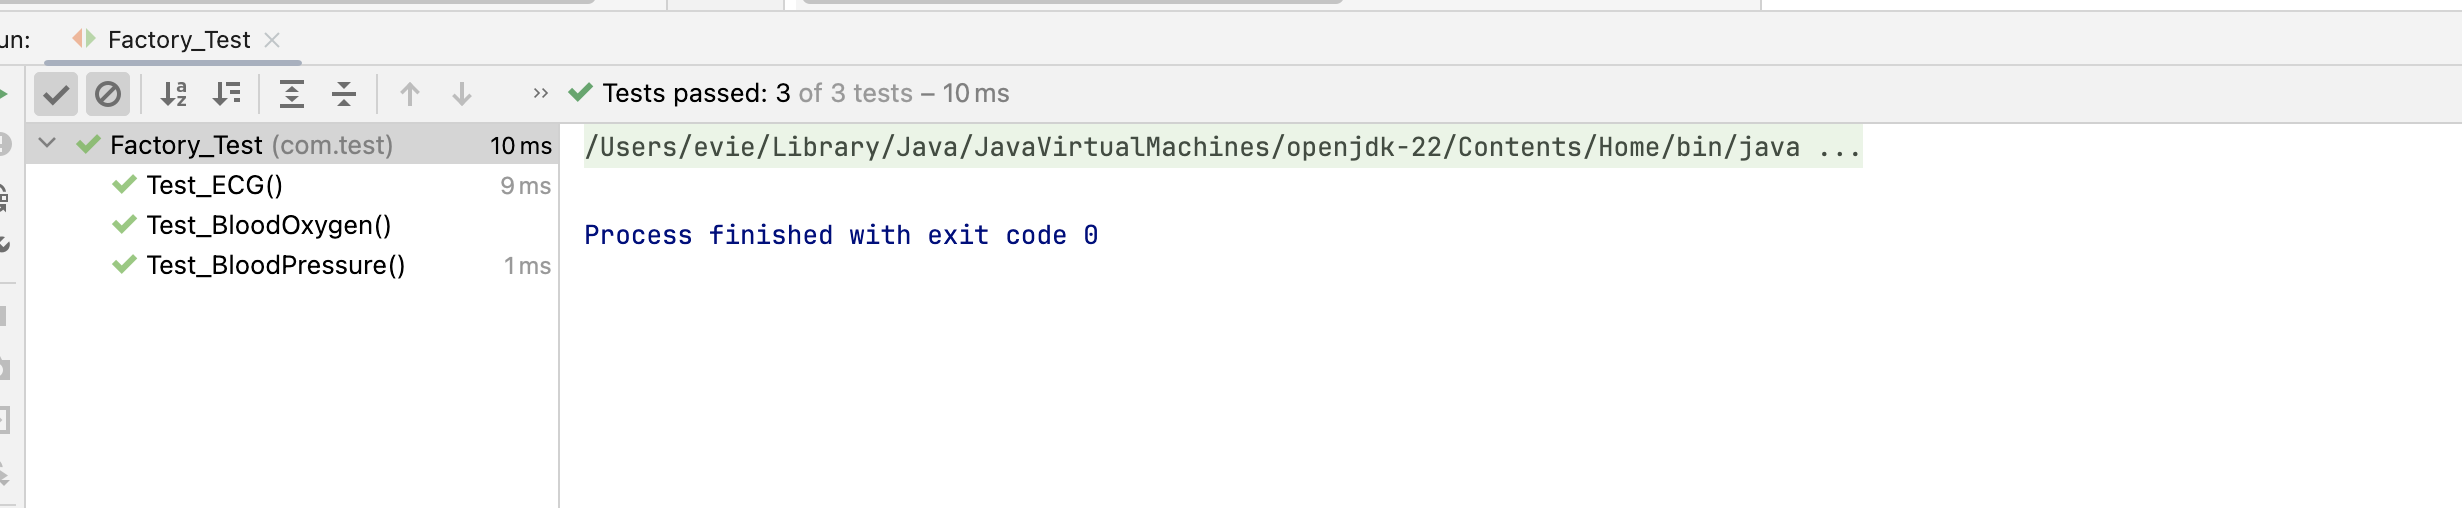 un: Factory_Test
Tests passed: 3 of 3 tests – 10 ms
Factory_Test (com.test) 10 ms
Test_ECG() 9 ms
Test_BloodOxygen()
Test_BloodPressure() 1 ms
/Users/evie/Library/Java/JavaVirtualMachines/openjdk-22/Contents/Home/bin/java ...
Process finished with exit code 0